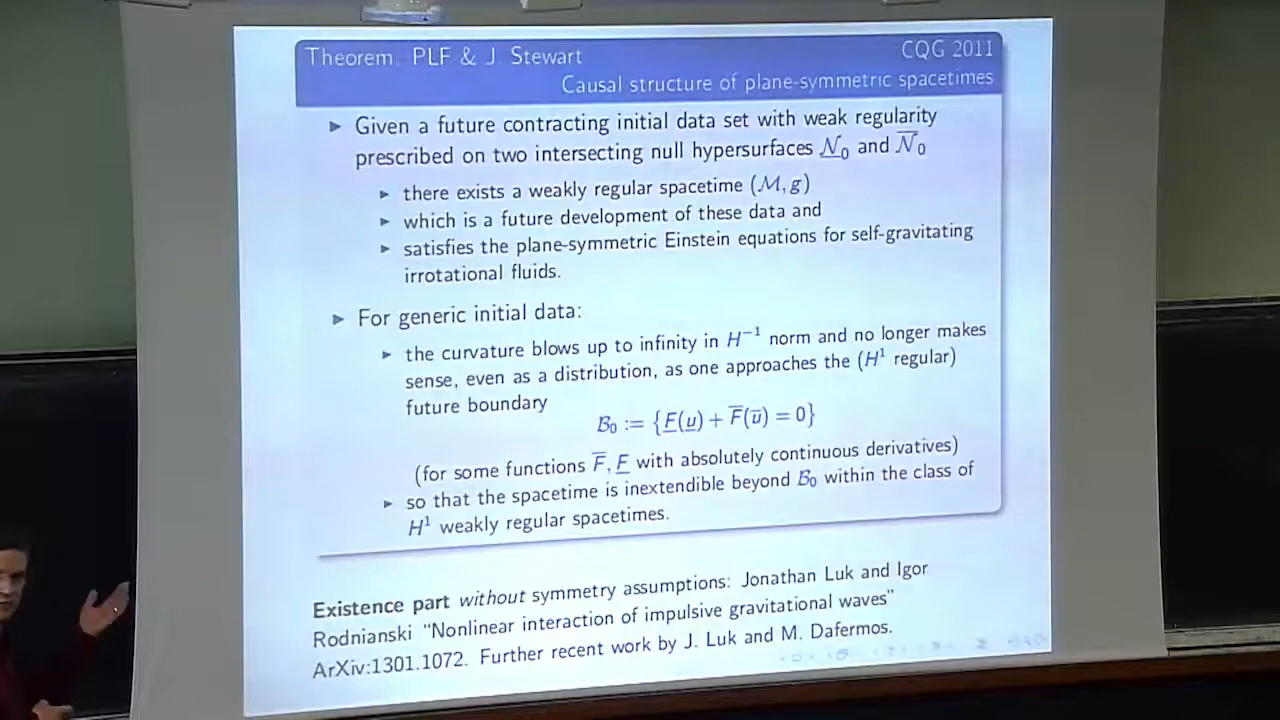 Theorem. PLF & J. Stewart CQG 2011
Causal structure of plane-symmetric spacetimes
► Given a future contracting initial data set with weak regularity
prescribed on two intersecting null hypersurfaces N̲₀ and N̅₀
► there exists a weakly regular spacetime (M, g)
► which is a future development of these data and
► satisfies the plane-symmetric Einstein equations for self-gravitating
irrotational fluids.
► For generic initial data:
► the curvature blows up to infinity in H⁻¹ norm and no longer makes
sense, even as a distribution, as one approaches the (H¹ regular)
future boundary
B₀ := {F̲(u̲) + F̅(u̅) = 0}
(for some functions F̅, F̲ with absolutely continuous derivatives)
► so that the spacetime is inextendible beyond B₀ within the class of
H¹ weakly regular spacetimes.
Existence part without symmetry assumptions: Jonathan Luk and Igor
Rodnianski “Nonlinear interaction of impulsive gravitational waves”
ArXiv:1301.1072. Further recent work by J. Luk and M. Dafermos.